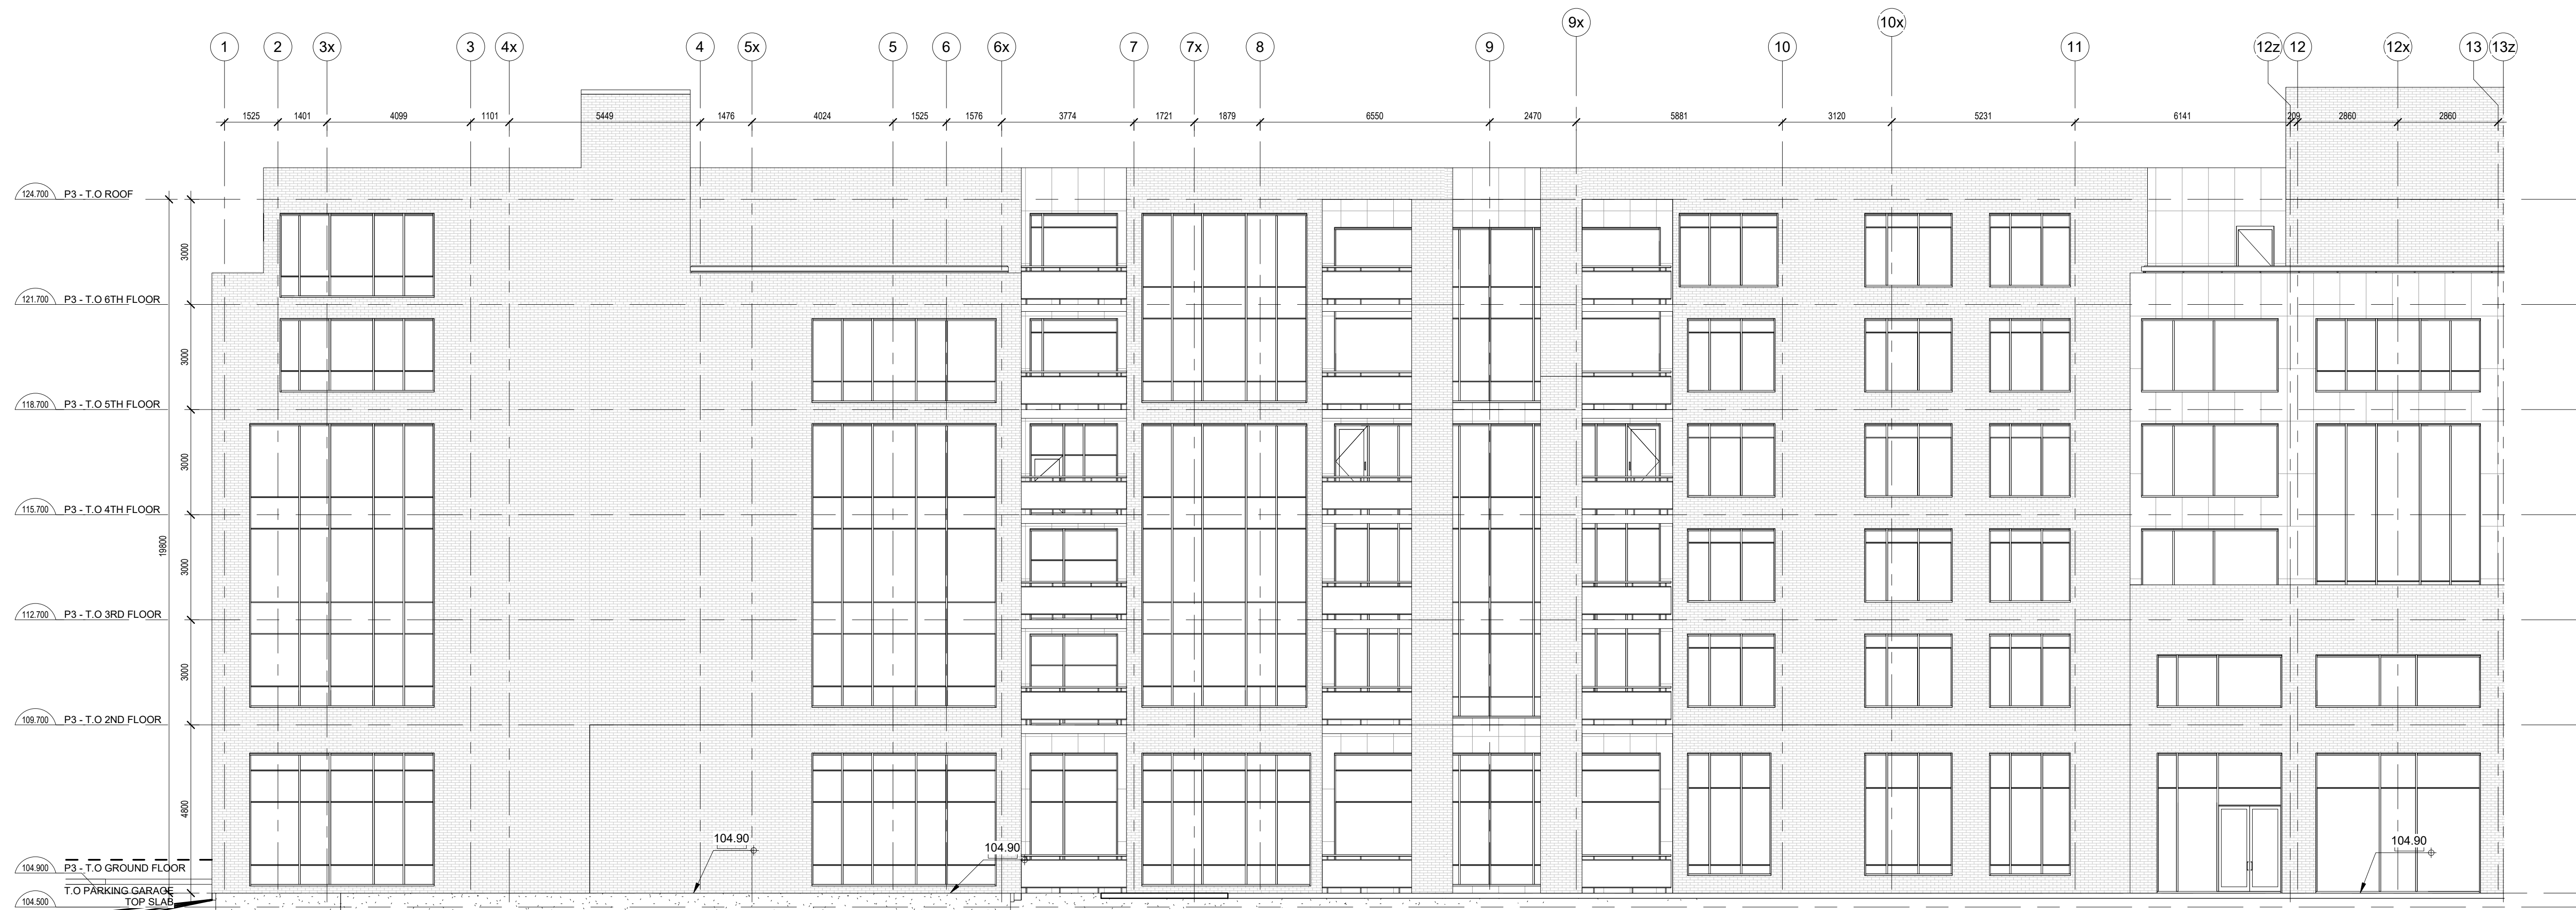 9x
10x
1
2
3x
3
4x
4
5x
5
6
6x
7
7x
8
9
10
11
12z
12
12x
13
13z
1525
1401
4099
1101
5449
1476
4024
1525
1576
3774
1721
1879
6550
2470
5881
3120
5231
6141
209
2860
2860
124.700 P3 - T.O ROOF
3000
121.700 P3 - T.O 6TH FLOOR
3000
118.700 P3 - T.O 5TH FLOOR
3000
115.700 P3 - T.O 4TH FLOOR
19800
3000
112.700 P3 - T.O 3RD FLOOR
3000
109.700 P3 - T.O 2ND FLOOR
4800
104.90
104.90
104.90
104.900 P3 - T.O GROUND FLOOR
T.O PARKING GARAGE
104.500 TOP SLAB